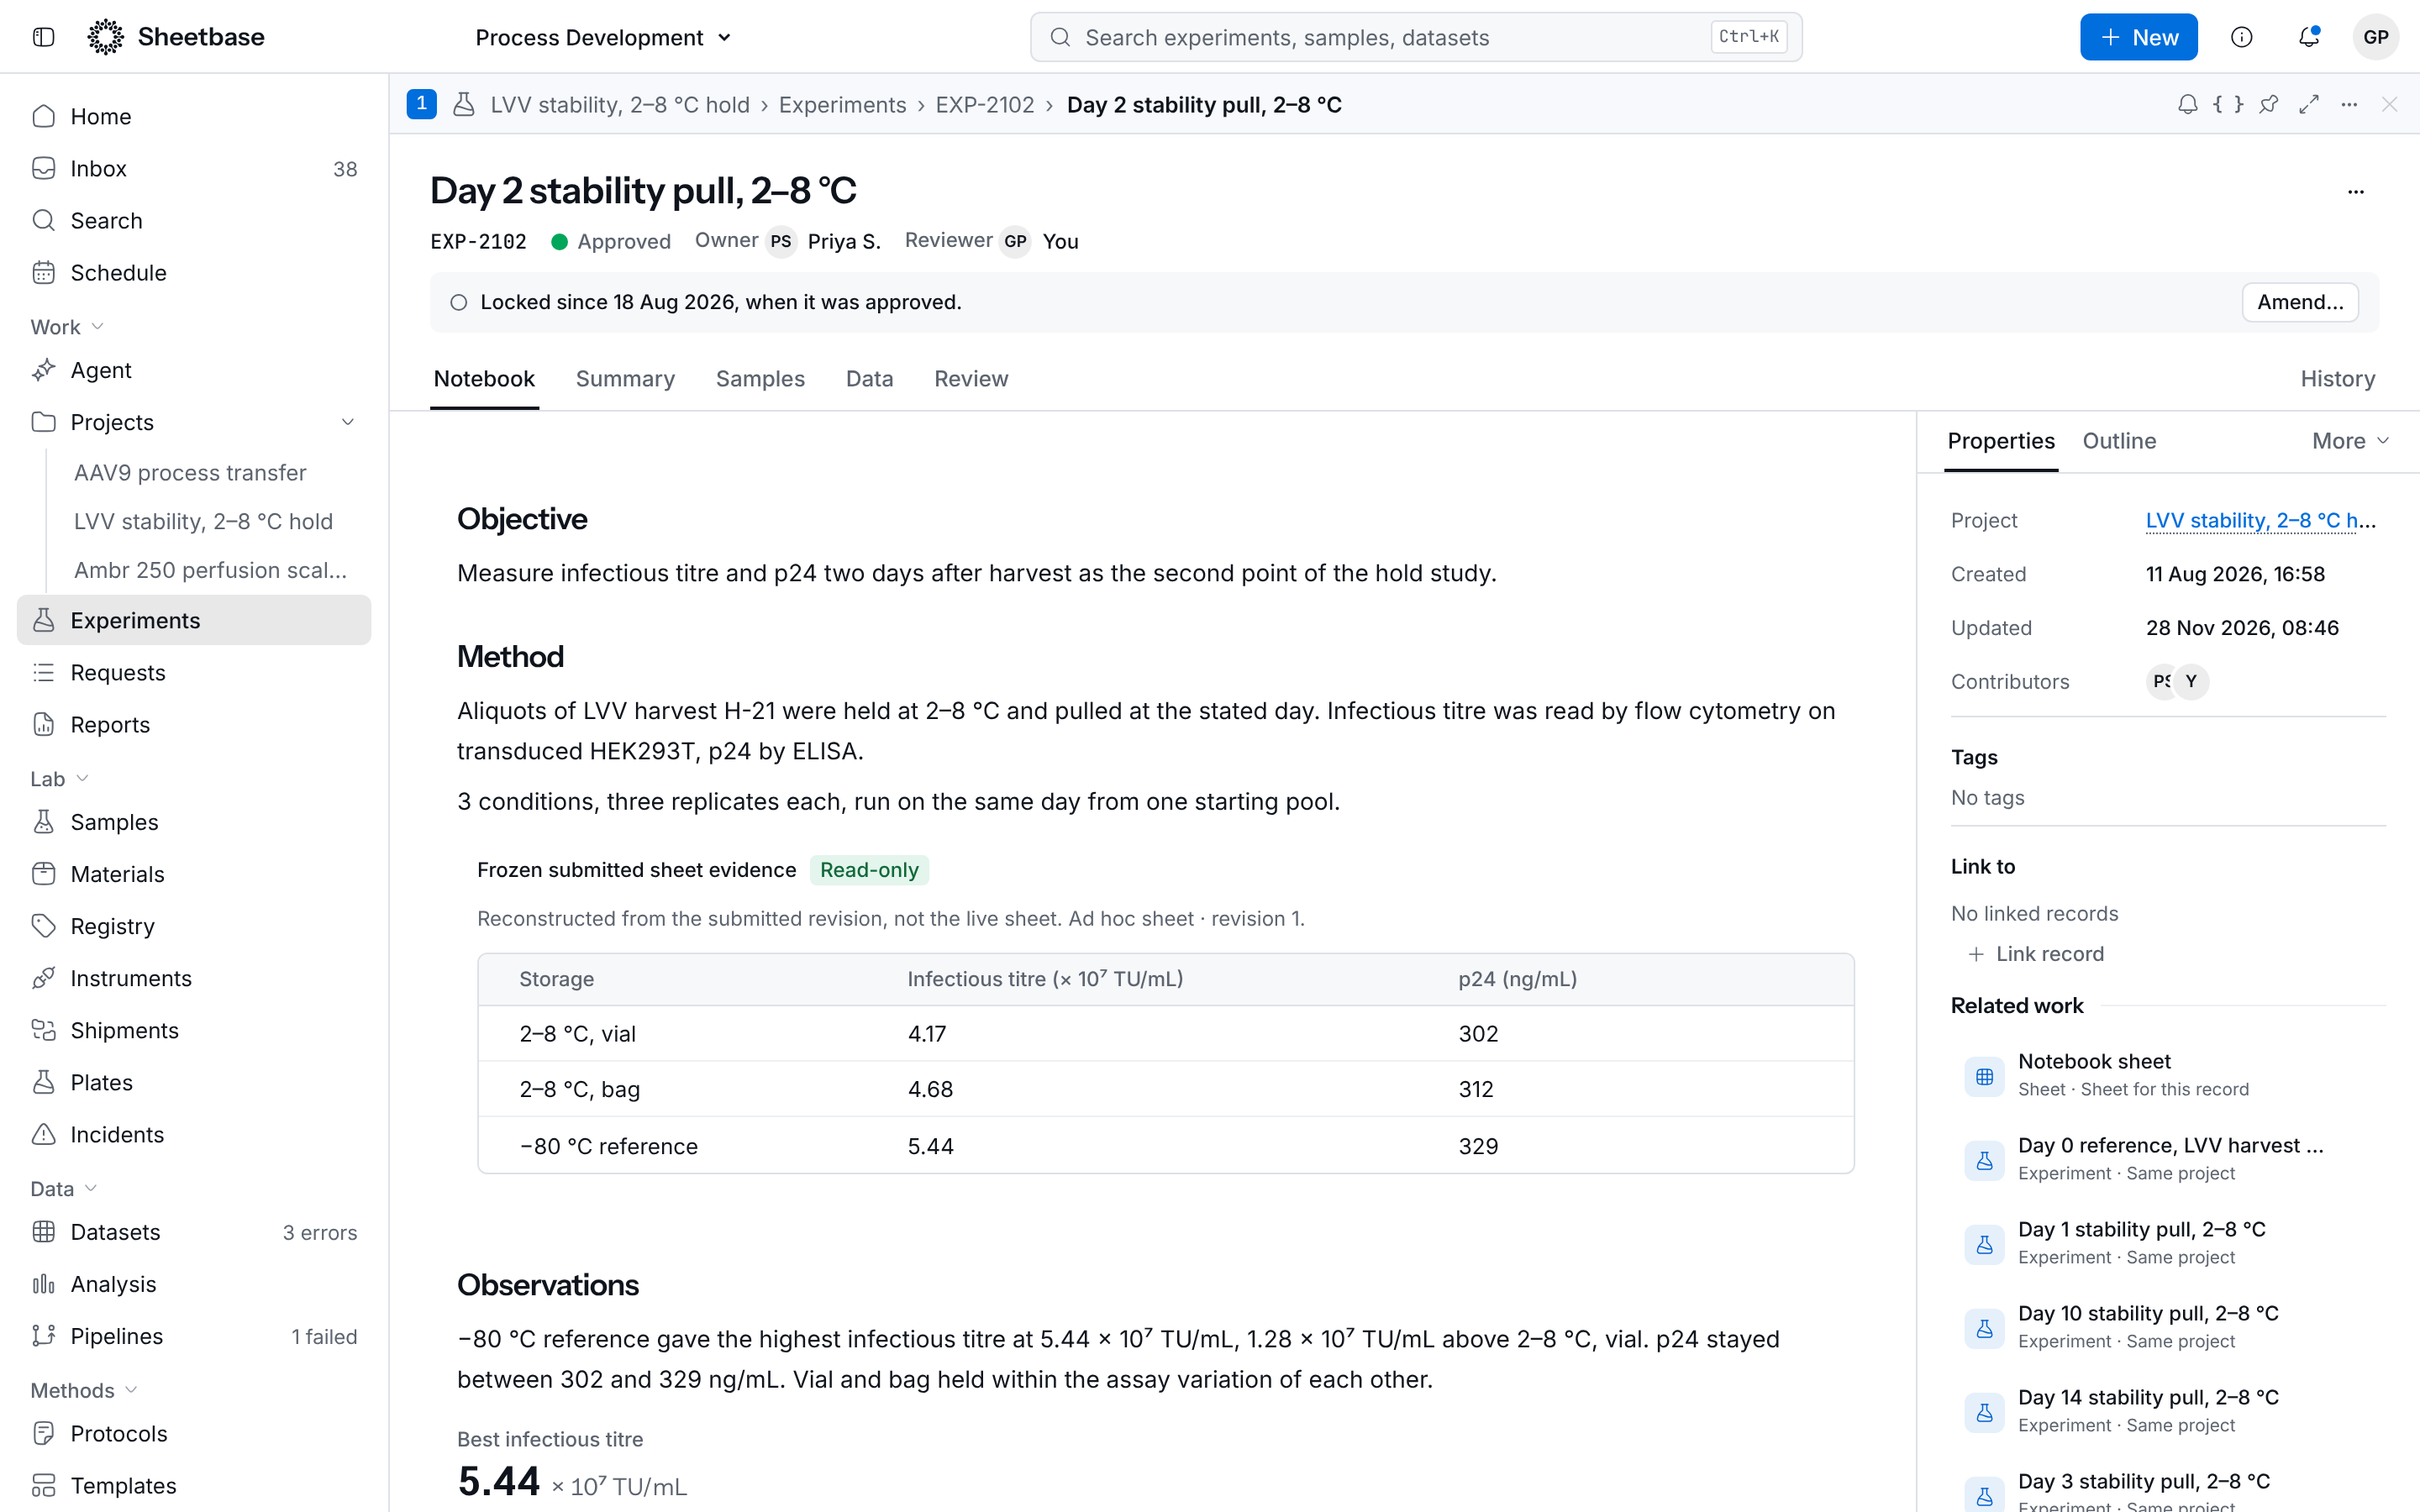 Sheetbase
Process Development
Search experiments, samples, datasets
Ctrl+K
+ New
GP
Home
Inbox 38
Search
Schedule
Work
Agent
Projects
AAV9 process transfer
LVV stability, 2–8 °C hold
Ambr 250 perfusion scal...
Experiments
Requests
Reports
Lab
Samples
Materials
Registry
Instruments
Shipments
Plates
Incidents
Data
Datasets 3 errors
Analysis
Pipelines 1 failed
Methods
Protocols
Templates
1 LVV stability, 2–8 °C hold › Experiments › EXP-2102 › Day 2 stability pull, 2–8 °C
Day 2 stability pull, 2–8 °C
EXP-2102 Approved Owner PS Priya S. Reviewer GP You
Locked since 18 Aug 2026, when it was approved.
Amend...
Notebook Summary Samples Data Review History
Objective
Measure infectious titre and p24 two days after harvest as the second point of the hold study.
Method
Aliquots of LVV harvest H-21 were held at 2–8 °C and pulled at the stated day. Infectious titre was read by flow cytometry on
transduced HEK293T, p24 by ELISA.
3 conditions, three replicates each, run on the same day from one starting pool.
Frozen submitted sheet evidence Read-only
Reconstructed from the submitted revision, not the live sheet. Ad hoc sheet · revision 1.
Storage Infectious titre (× 10⁷ TU/mL) p24 (ng/mL)
2–8 °C, vial 4.17 302
2–8 °C, bag 4.68 312
−80 °C reference 5.44 329
Observations
−80 °C reference gave the highest infectious titre at 5.44 × 10⁷ TU/mL, 1.28 × 10⁷ TU/mL above 2–8 °C, vial. p24 stayed
between 302 and 329 ng/mL. Vial and bag held within the assay variation of each other.
Best infectious titre
5.44 × 10⁷ TU/mL
Properties Outline More
Project LVV stability, 2–8 °C h...
Created 11 Aug 2026, 16:58
Updated 28 Nov 2026, 08:46
Contributors PS Y
Tags
No tags
Link to
No linked records
+ Link record
Related work
Notebook sheet
Sheet · Sheet for this record
Day 0 reference, LVV harvest ...
Experiment · Same project
Day 1 stability pull, 2–8 °C
Experiment · Same project
Day 10 stability pull, 2–8 °C
Experiment · Same project
Day 14 stability pull, 2–8 °C
Experiment · Same project
Day 3 stability pull, 2–8 °C
Experiment · Same project